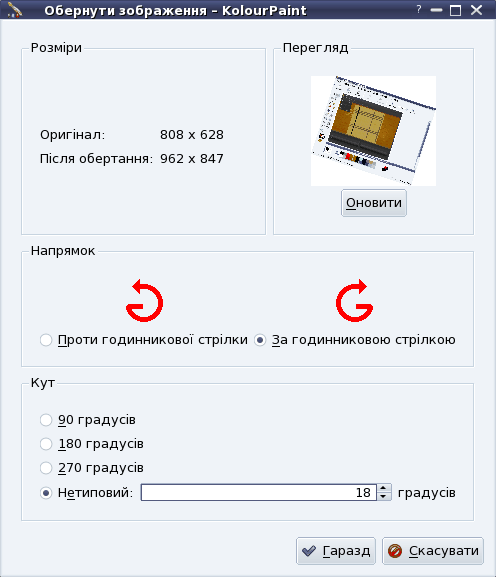 Обернути зображення – KolourPaint
?
Розміри
Оригінал: 808 x 628
Після обертання: 962 x 847
Перегляд
Оновити
Напрямок
Проти годинникової стрілки
За годинниковою стрілкою
Кут
90 градусів
180 градусів
270 градусів
Нетиповий: 18 градусів
Гаразд Скасувати